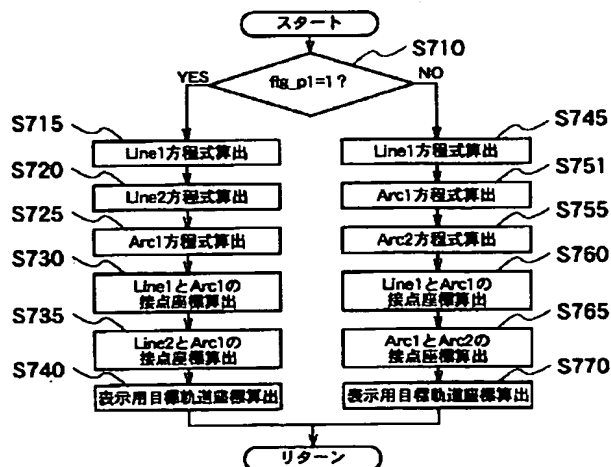 スタート
S710
flg_p1=1？
YES
NO
S715
Line1方程式算出
S720
Line2方程式算出
S725
Arc1方程式算出
S730
Line1とArc1の
接点座標算出
S735
Line2とArc1の
接点座標算出
S740
表示用目標軌道座標算出
S745
Line1方程式算出
S751
Arc1方程式算出
S755
Arc2方程式算出
S760
Line1とArc1の
接点座標算出
S765
Arc1とArc2の
接点座標算出
S770
表示用目標軌道座標算出
リターン